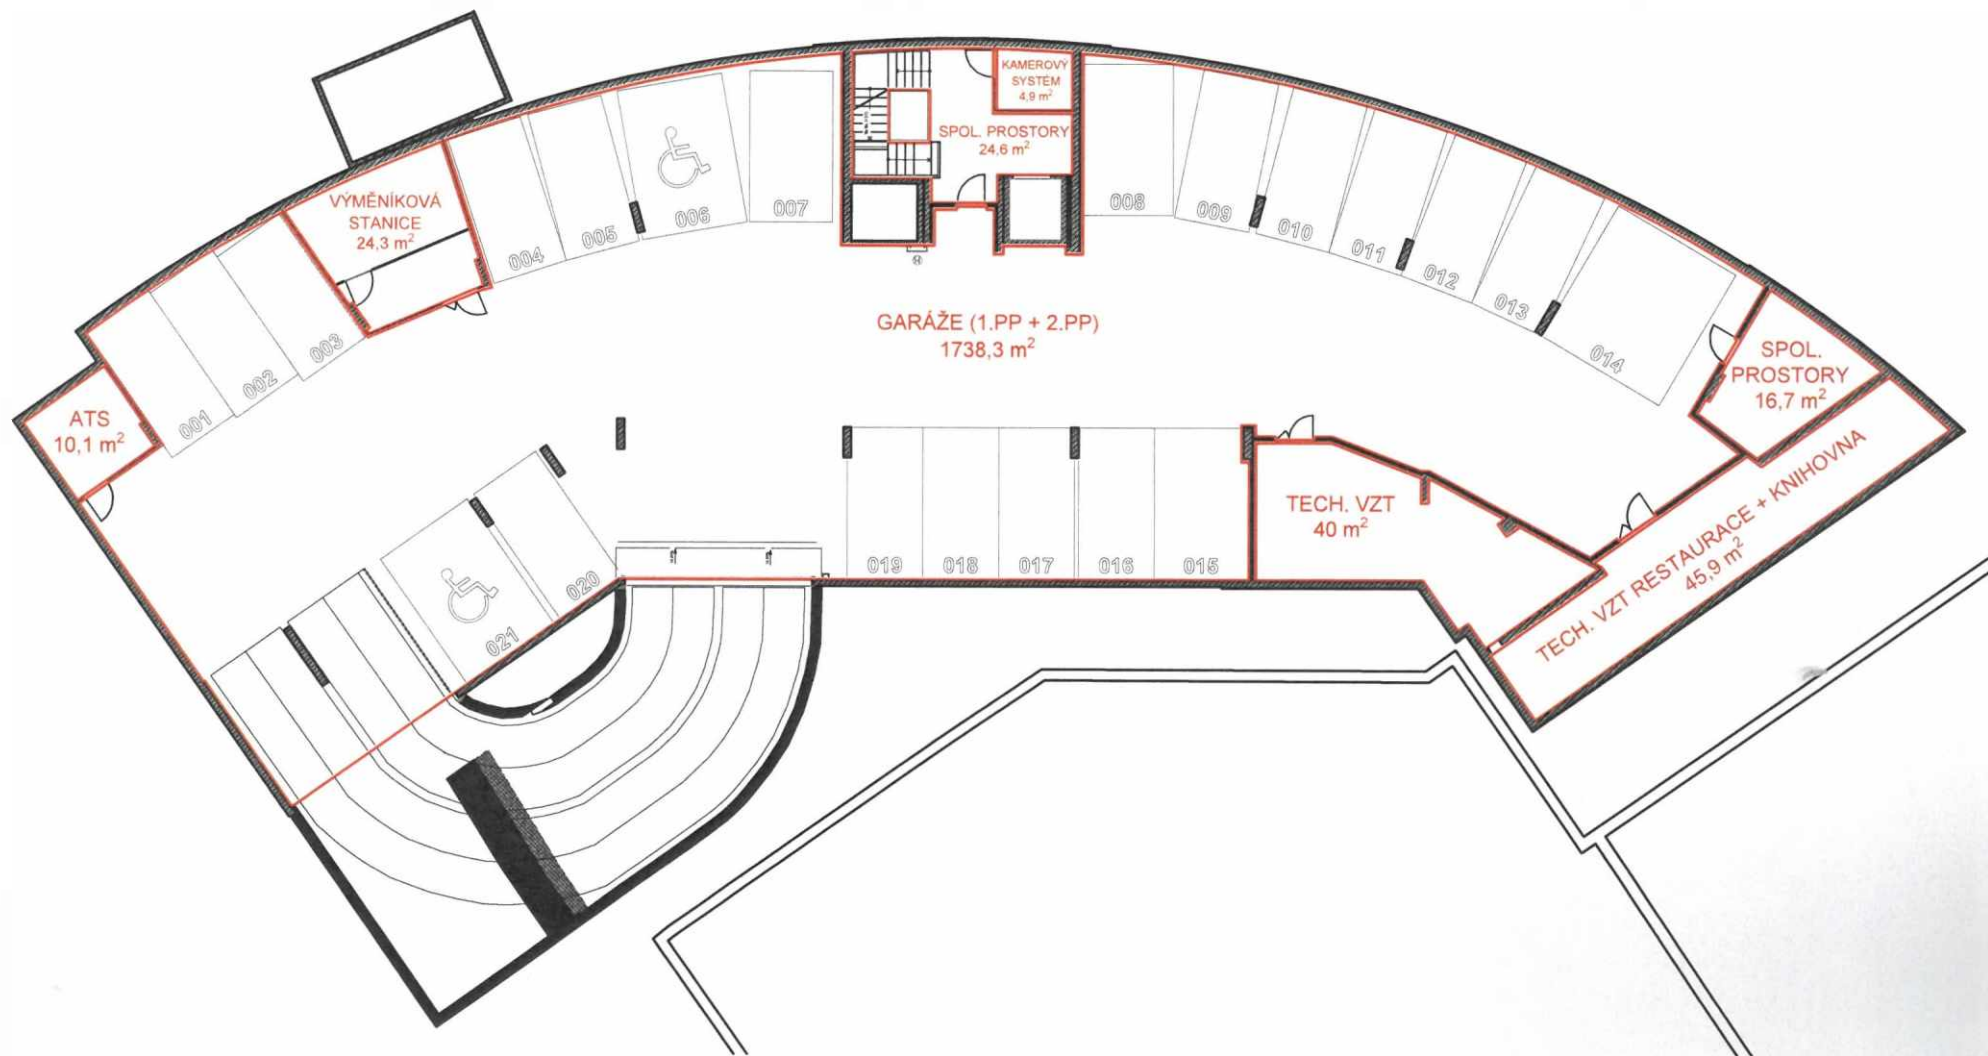 KAMEROVÝ
SYSTÉM
4,9 m²
SPOL. PROSTORY
24,6 m²
VÝMĚNÍKOVÁ
STANICE
24,3 m²
007
006
005
004
003
002
001
008
009
010
011
012
013
014
GARÁŽE (1.PP + 2.PP)
1738,3 m²
SPOL.
PROSTORY
16,7 m²
ATS
10,1 m²
TECH. VZT
40 m²
TECH. VZT RESTAURACE + KNIHOVNA
45,9 m²
019
018
017
016
015
020
021